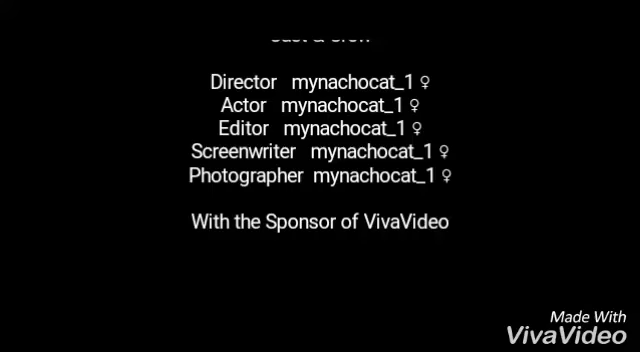 Director mynachocat_1 ♀
Actor mynachocat_1 ♀
Editor mynachocat_1 ♀
Screenwriter mynachocat_1 ♀
Photographer mynachocat_1 ♀
With the Sponsor of VivaVideo
Made With
VivaVideo